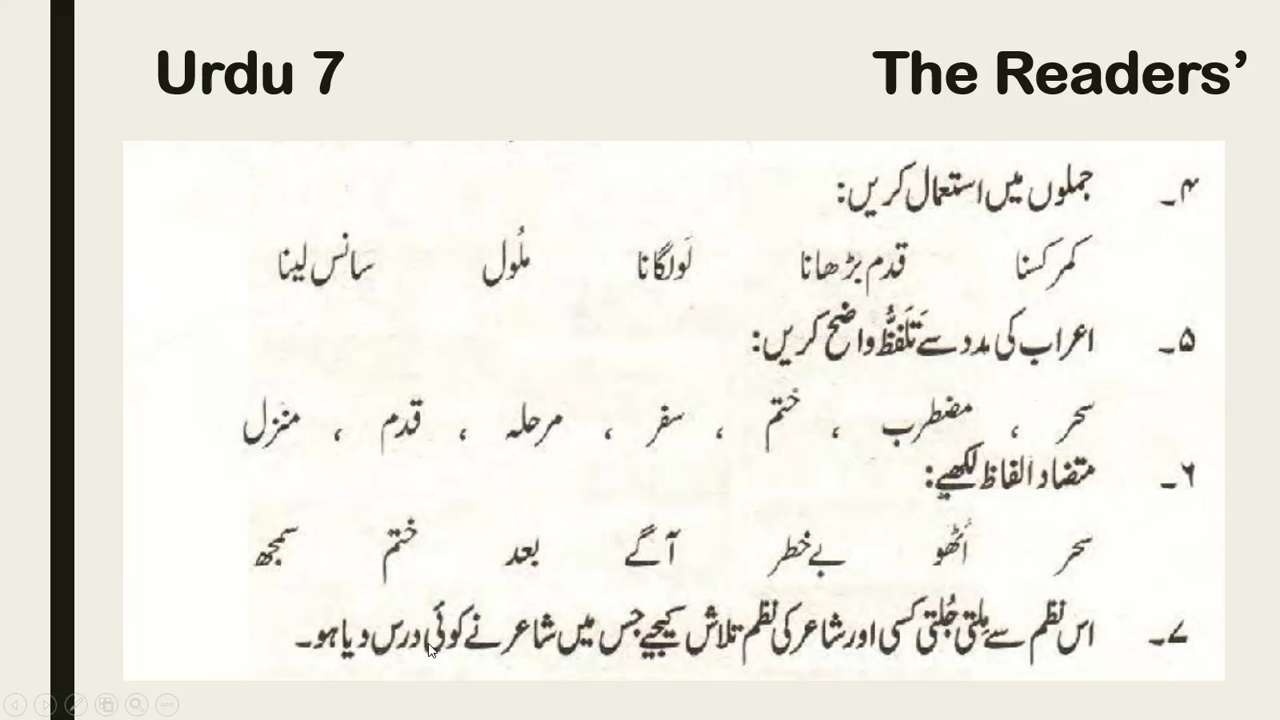 Urdu 7 The Readers’
۴۔ جملوں میں استعمال کریں:
کمر کسنا قدم بڑھانا لَو لگانا مُلول سانس لینا
۵۔ اعراب کی مدد سے تَلَفُّظ واضح کریں:
سحر ، مضطرب ، ختم ، سفر ، مرحلہ ، قدم ، منزل
۶۔ متضاد الفاظ لکھیے:
سحر اُٹھو بے خطر آگے بعد ختم سمجھ
۷۔ اس نظم سے مِلتی جُلتی کسی اور شاعر کی نظم تلاش کیجیے جس میں شاعر نے کوئی درس دیا ہو۔